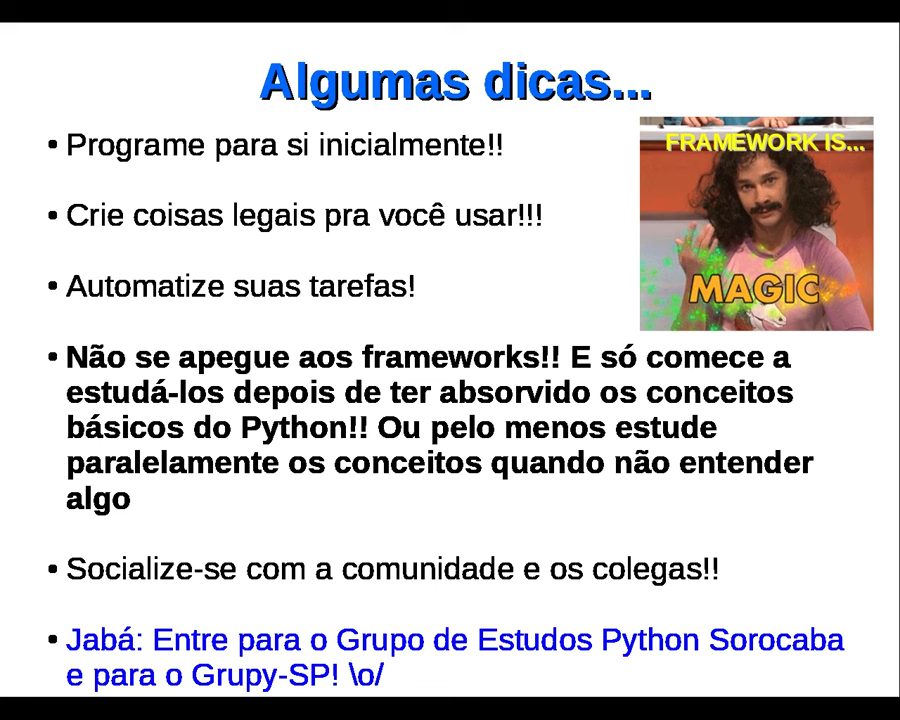 Algumas dicas...
• Programe para si inicialmente!!
• Crie coisas legais pra você usar!!!
• Automatize suas tarefas!
FRAMEWORK IS...
MAGIC
• Não se apegue aos frameworks!! E só comece a
estudá-los depois de ter absorvido os conceitos
básicos do Python!! Ou pelo menos estude
paralelamente os conceitos quando não entender
algo
• Socialize-se com a comunidade e os colegas!!
• Jabá: Entre para o Grupo de Estudos Python Sorocaba
e para o Grupy-SP! \o/